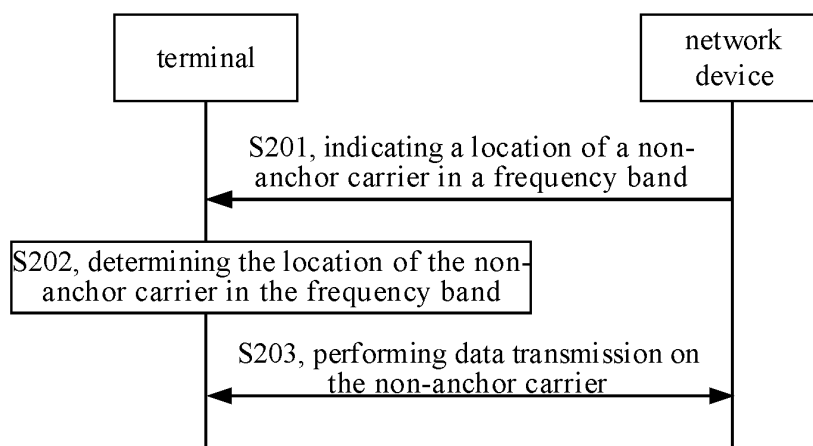 terminal
network
device
S201, indicating a location of a non-
anchor carrier in a frequency band
S202, determining the location of the non-
anchor carrier in the frequency band
S203, performing data transmission on
the non-anchor carrier